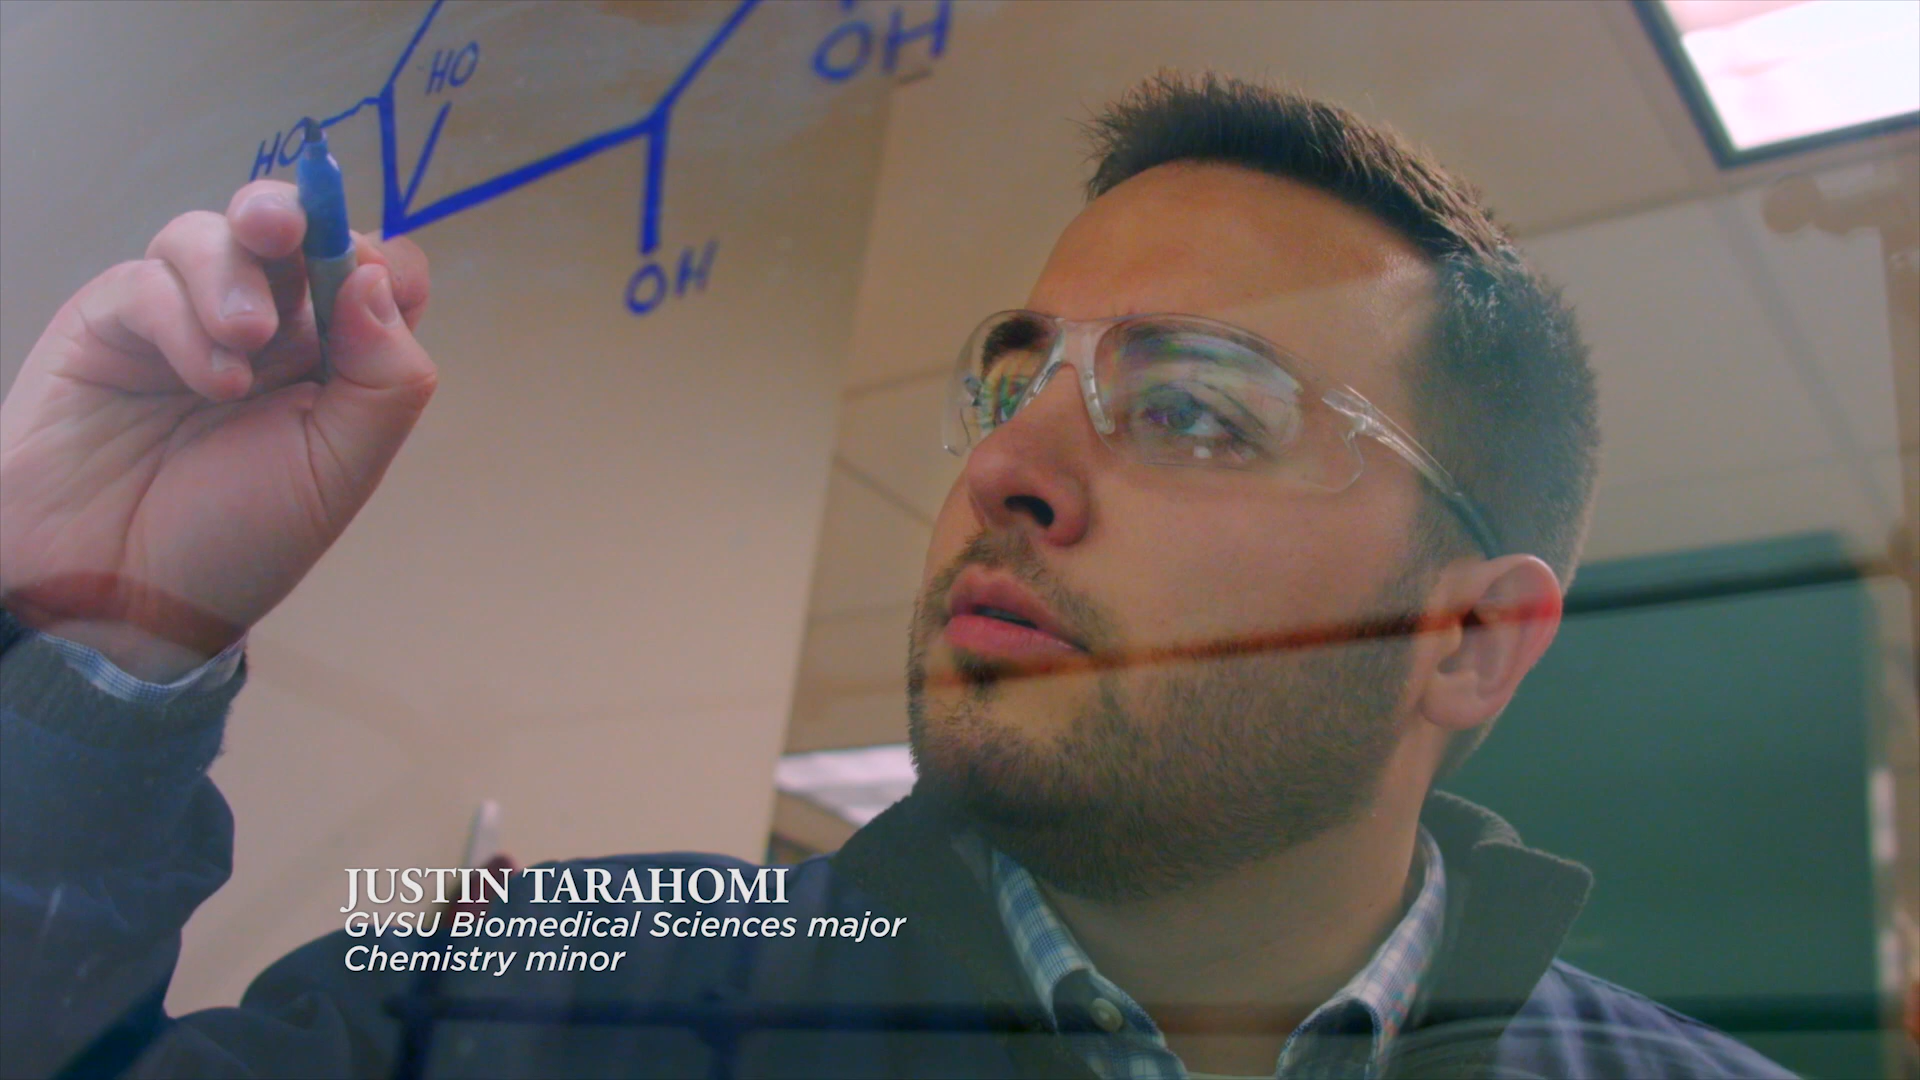 OH
HO
HO
OH
JUSTIN TARAHOMI
GVSU Biomedical Sciences major
Chemistry minor